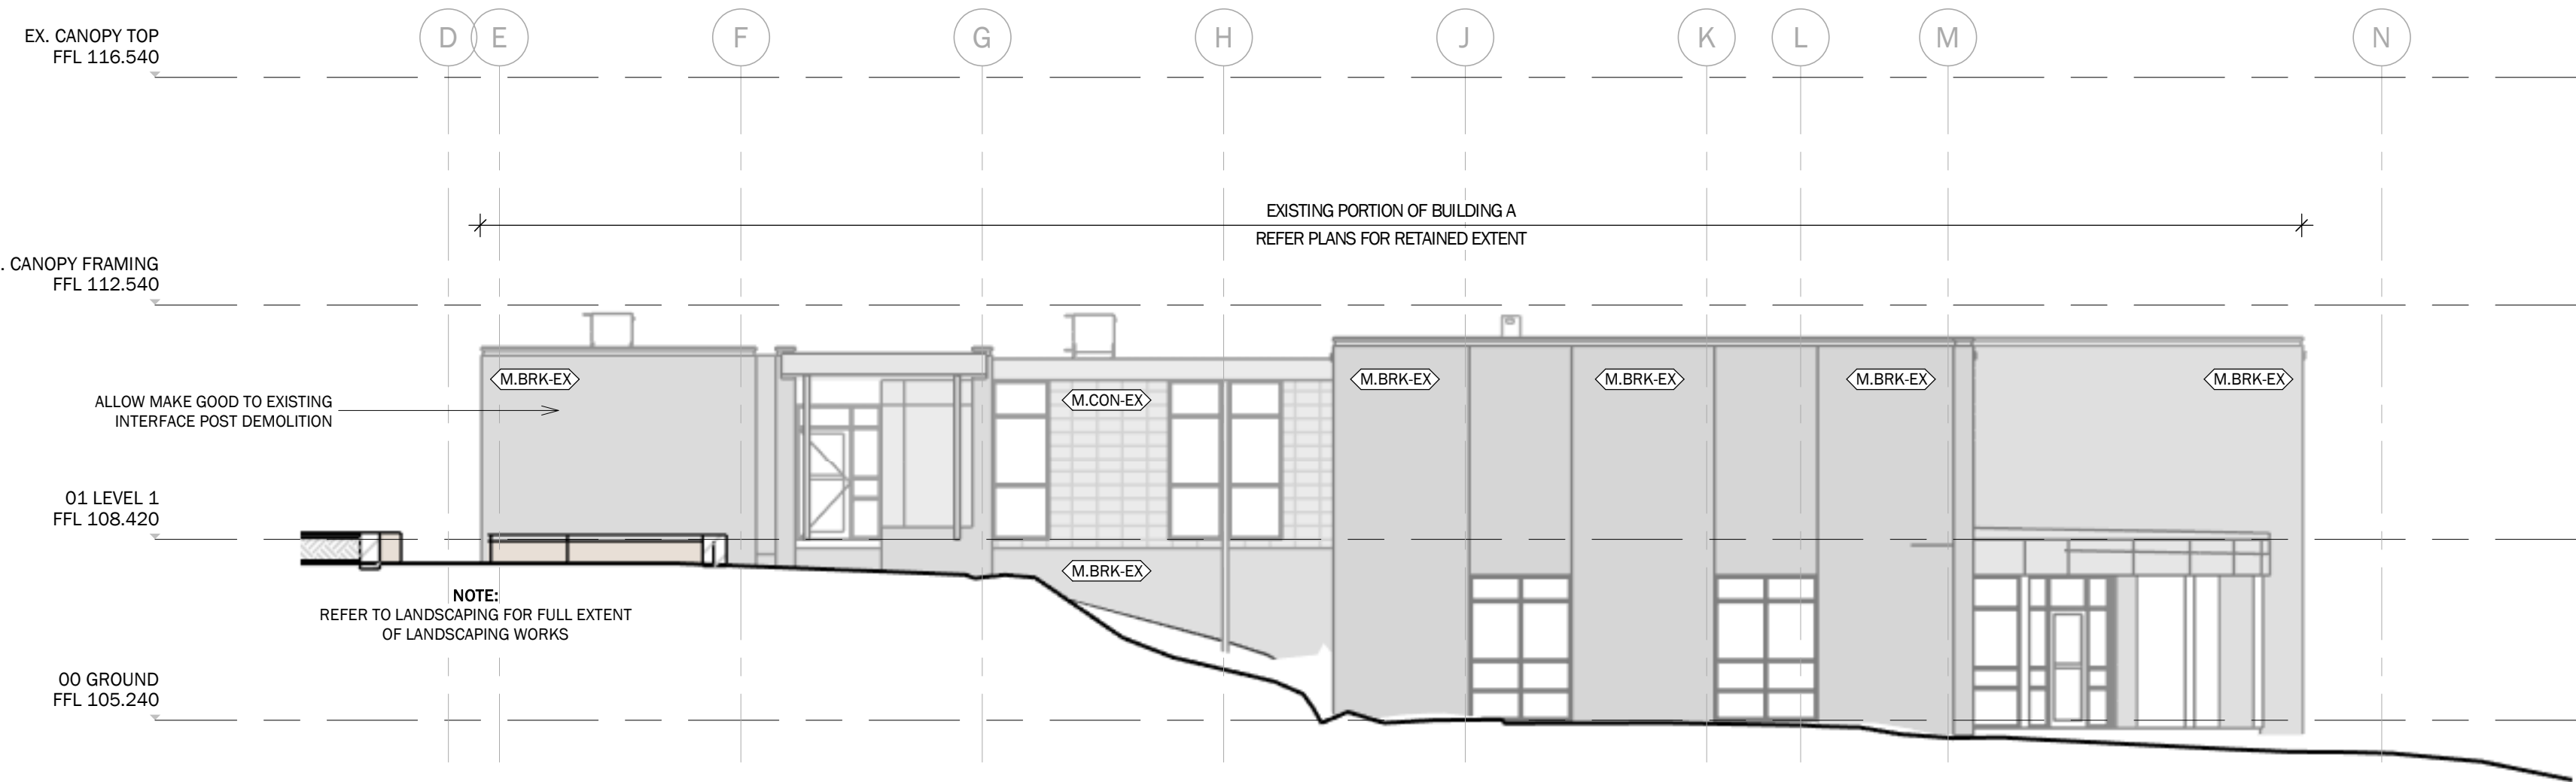 D E F G H J K L M N
EX. CANOPY TOP
FFL 116.540
EXISTING PORTION OF BUILDING A
REFER PLANS FOR RETAINED EXTENT
. CANOPY FRAMING
FFL 112.540
M.BRK-EX
M.CON-EX
M.BRK-EX
M.BRK-EX
M.BRK-EX
M.BRK-EX
ALLOW MAKE GOOD TO EXISTING
INTERFACE POST DEMOLITION
01 LEVEL 1
FFL 108.420
M.BRK-EX
NOTE:
REFER TO LANDSCAPING FOR FULL EXTENT
OF LANDSCAPING WORKS
00 GROUND
FFL 105.240